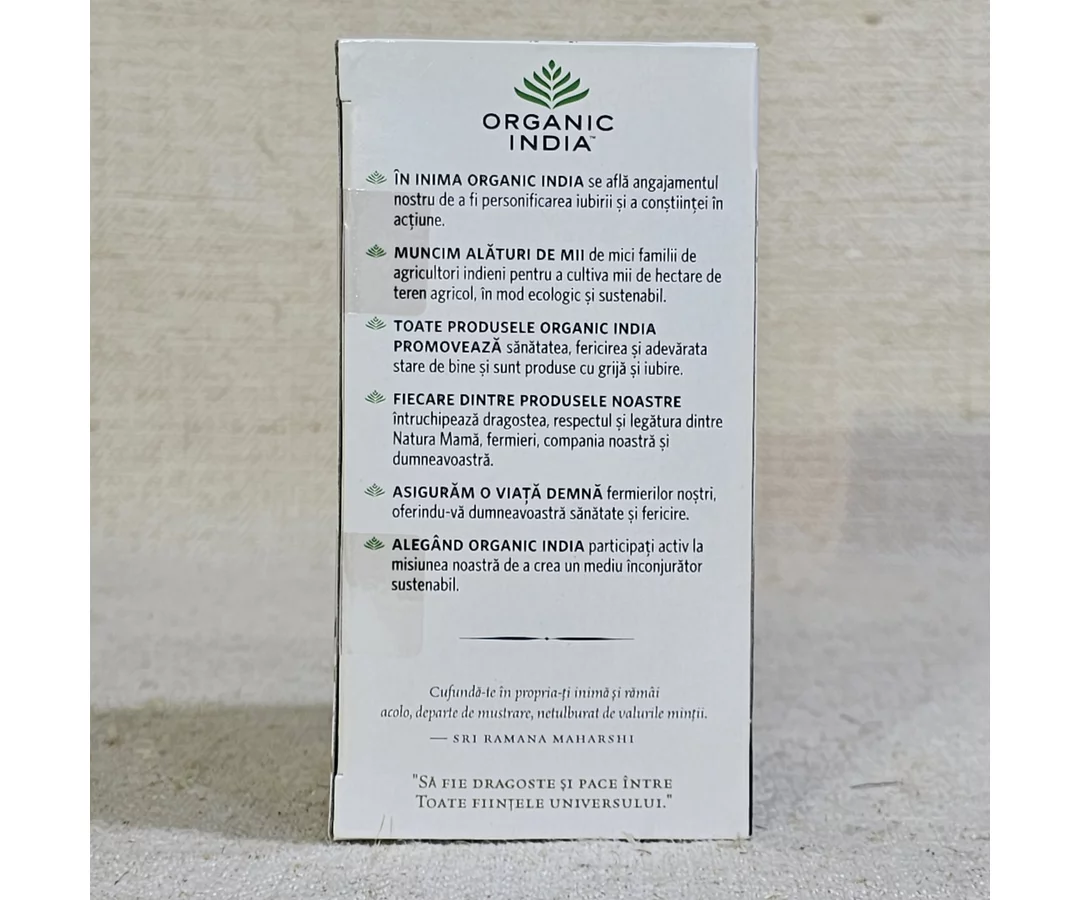 ORGANIC
INDIA™
ÎN INIMA ORGANIC INDIA se află angajamentul
nostru de a fi personificarea iubirii și a conștiinței în
acțiune.
MUNCIM ALĂTURI DE MII de mici familii de
agricultori indieni pentru a cultiva mii de hectare de
teren agricol, în mod ecologic și sustenabil.
TOATE PRODUSELE ORGANIC INDIA
PROMOVEAZĂ sănătatea, fericirea și adevărata
stare de bine și sunt produse cu grijă și iubire.
FIECARE DINTRE PRODUSELE NOASTRE
întruchipează dragostea, respectul și legătura dintre
Natura Mamă, fermieri, compania noastră și
dumneavoastră.
ASIGURĂM O VIAȚĂ DEMNĂ fermierilor noștri,
oferindu-vă dumneavoastră sănătate și fericire.
ALEGÂND ORGANIC INDIA participați activ la
misiunea noastră de a crea un mediu înconjurător
sustenabil.
Cufundă-te în propria-ți inimă și rămâi
acolo, departe de mustrare, netulburat de valurile minții.
— SRI RAMANA MAHARSHI
"SĂ FIE DRAGOSTE ȘI PACE ÎNTRE
TOATE FIINȚELE UNIVERSULUI."